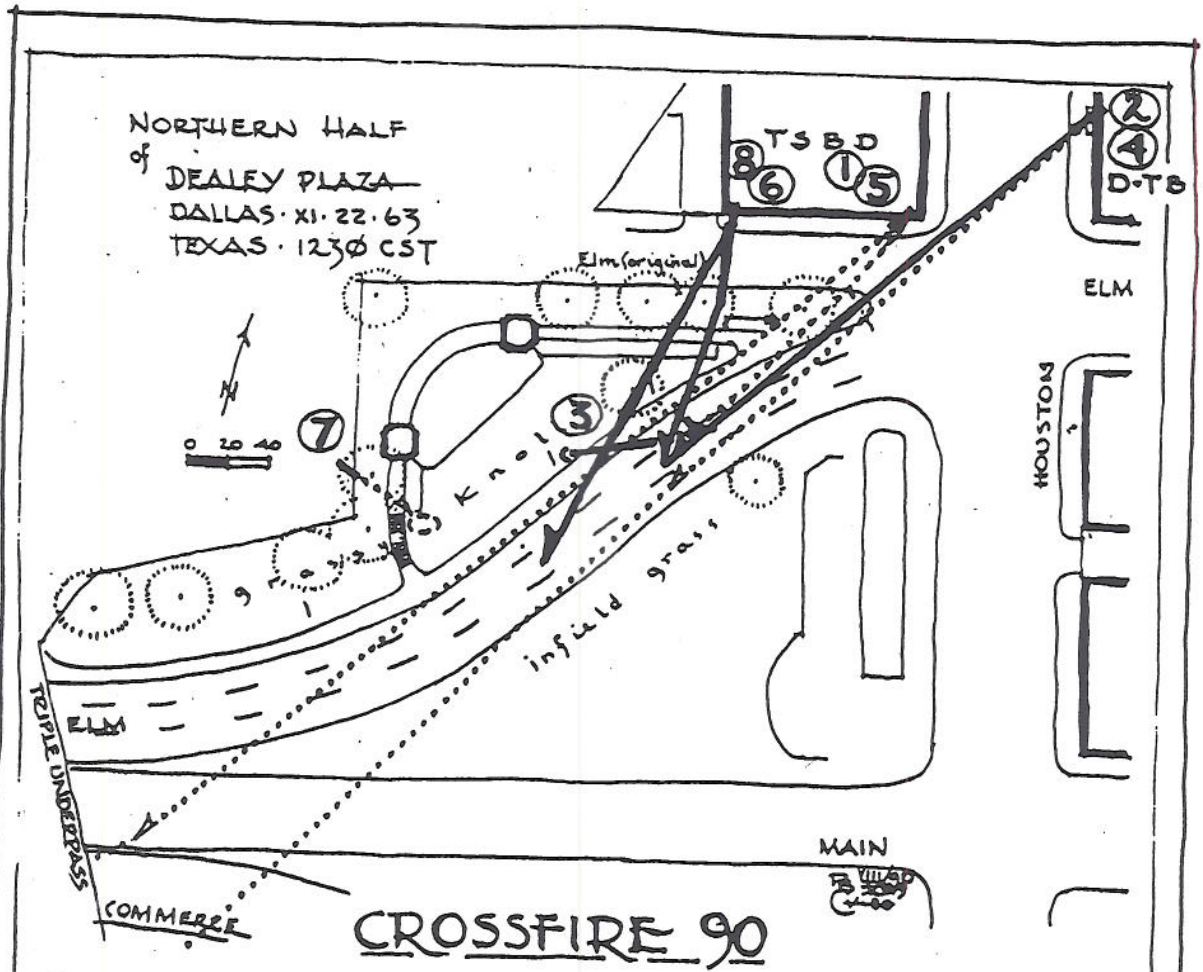 NORTHERN HALF
of
DEALEY PLAZA
DALLAS · XI · 22 · 63
TEXAS · 1230 CST
T S B D
8
6
1
5
2
4
D-TB
Elm (original)
ELM
HOUSTON
N
0 20 40
7
3
grassy Knoll
infield grass
ELM
TRIPLE UNDERPASS
MAIN
COMMERCE
CROSSFIRE 90